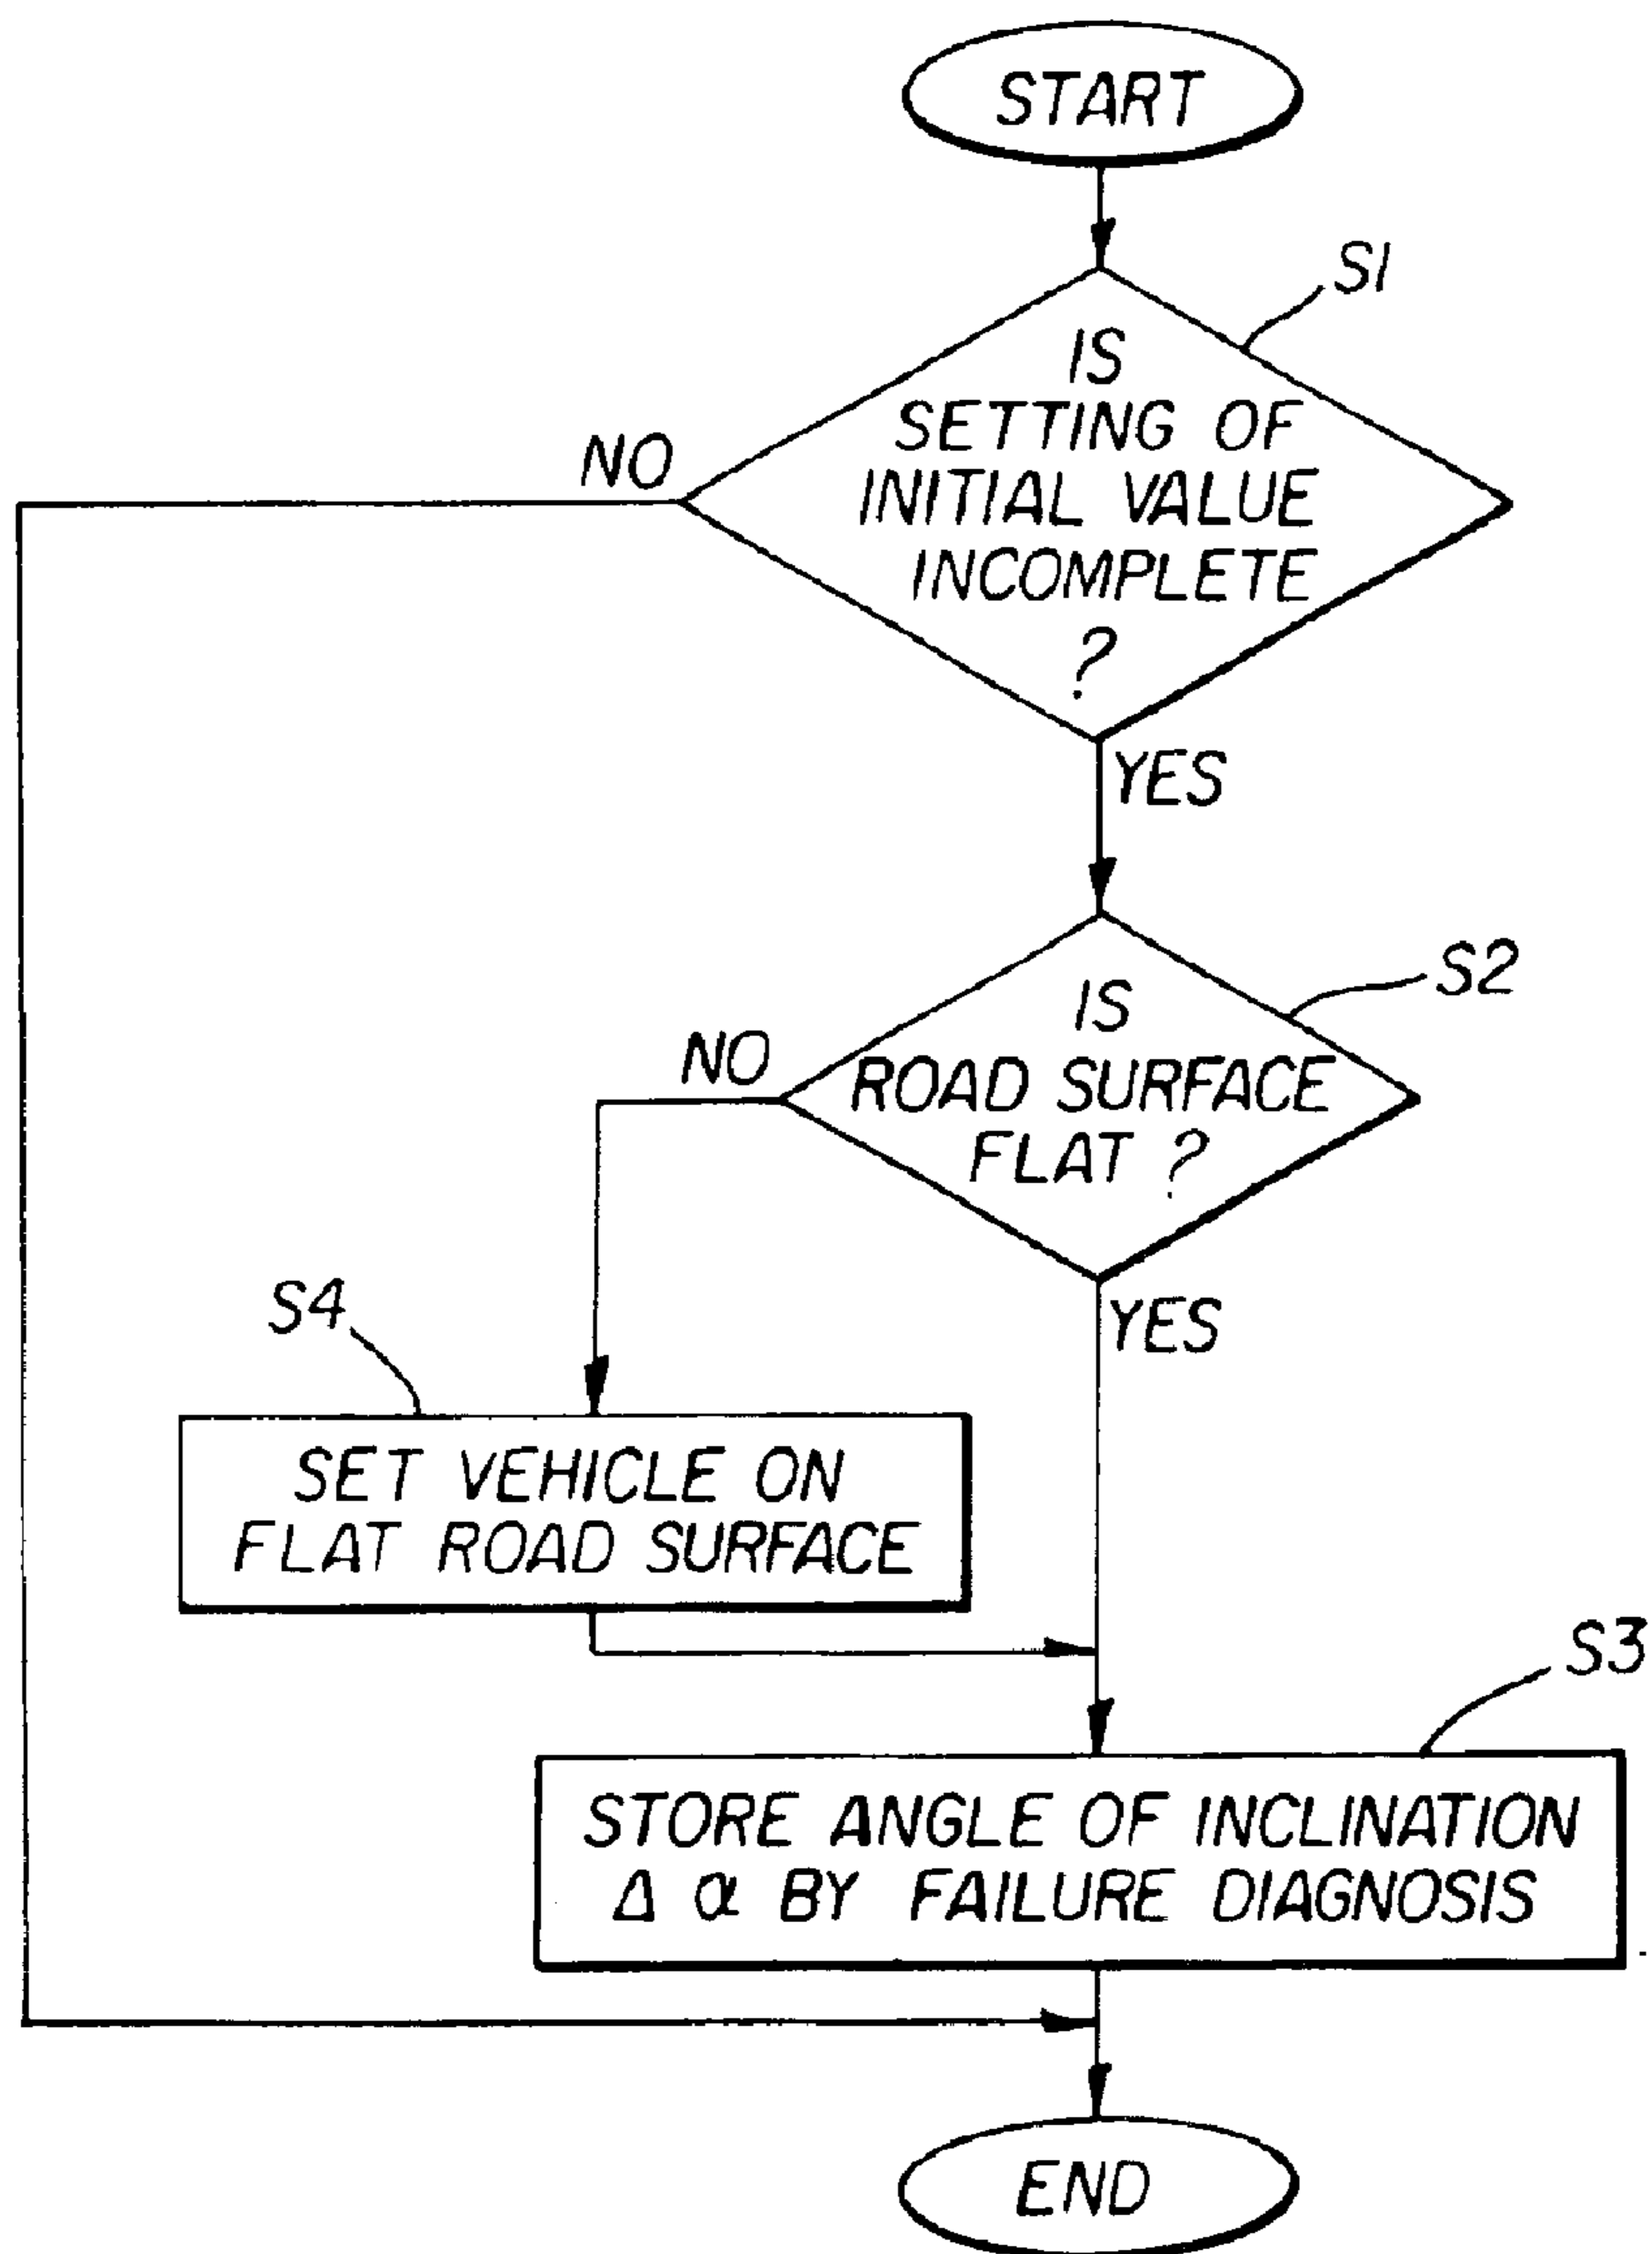 START
S1
IS
SETTING OF
INITIAL VALUE
INCOMPLETE
?
NO
YES
S2
IS
ROAD SURFACE
FLAT ?
NO
YES
S4
SET VEHICLE ON
FLAT ROAD SURFACE
S3
STORE ANGLE OF INCLINATION
Δ α BY FAILURE DIAGNOSIS
END